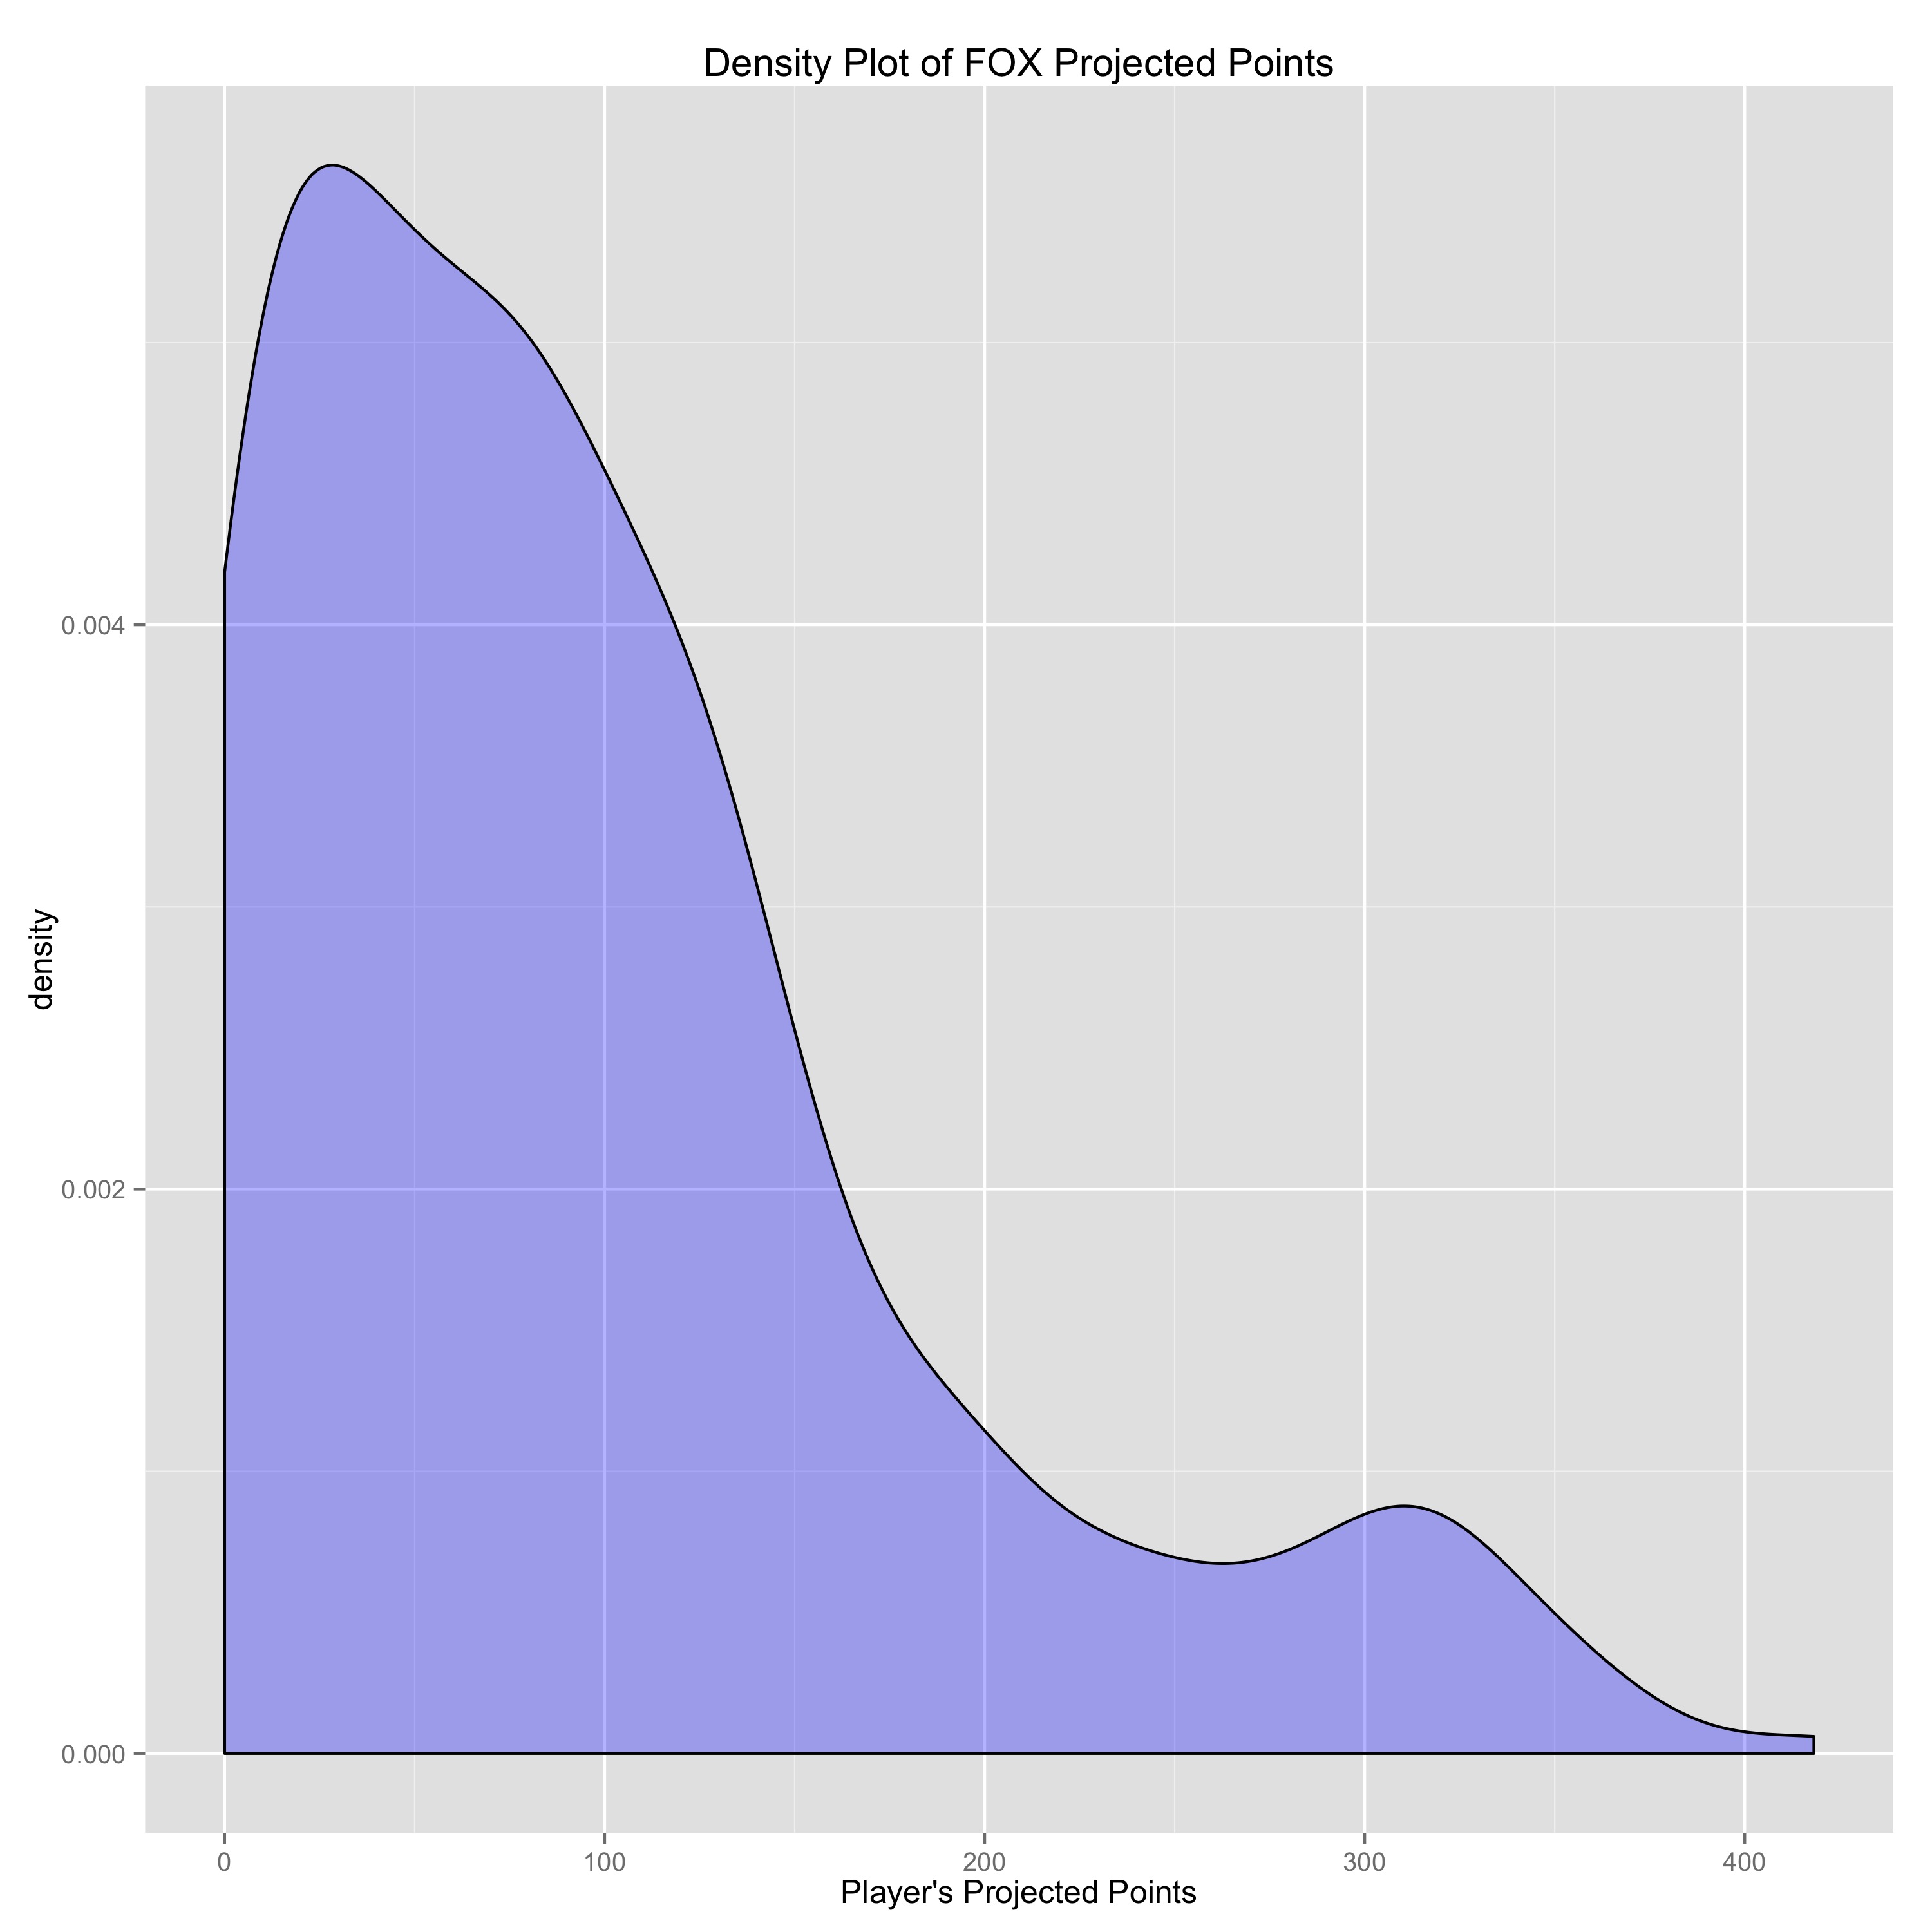 Density Plot of FOX Projected Points
density
0.004
0.002
0.000
0 100 200 300 400
Player's Projected Points